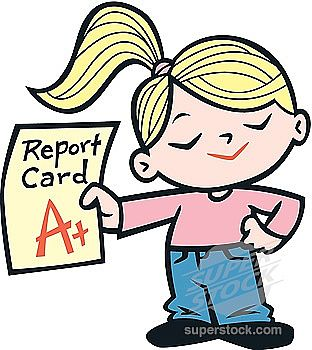 Report
Card
A+
SUPER
STOCK
superstock.com